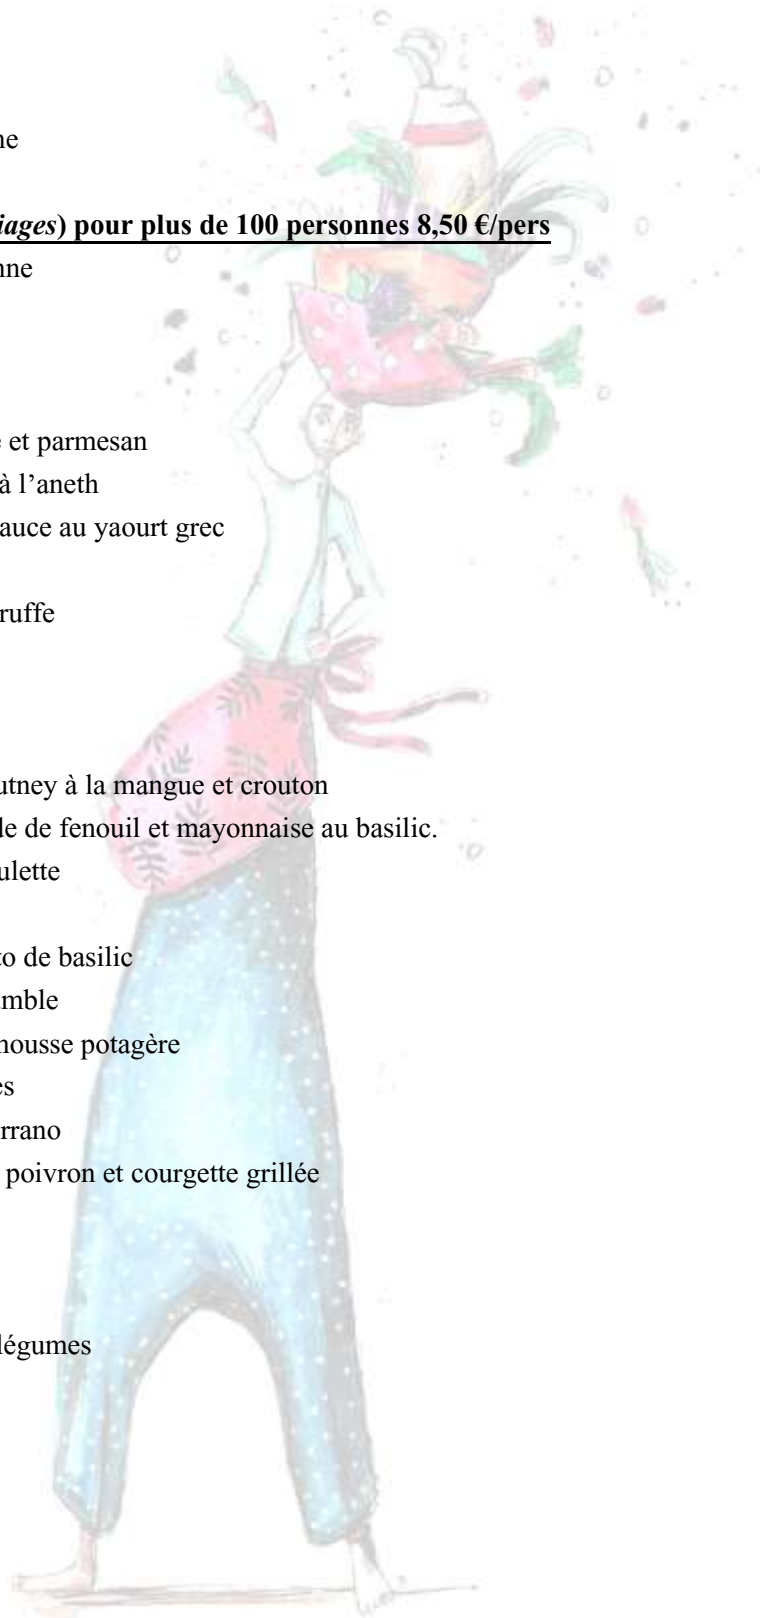 ne
iages) pour plus de 100 personnes 8,50 €/pers
nne
e et parmesan
à l’aneth
auce au yaourt grec
ruffe
utney à la mangue et crouton
de de fenouil et mayonnaise au basilic.
ulette
to de basilic
umble
nousse potagère
es
rrano
poivron et courgette grillée
légumes